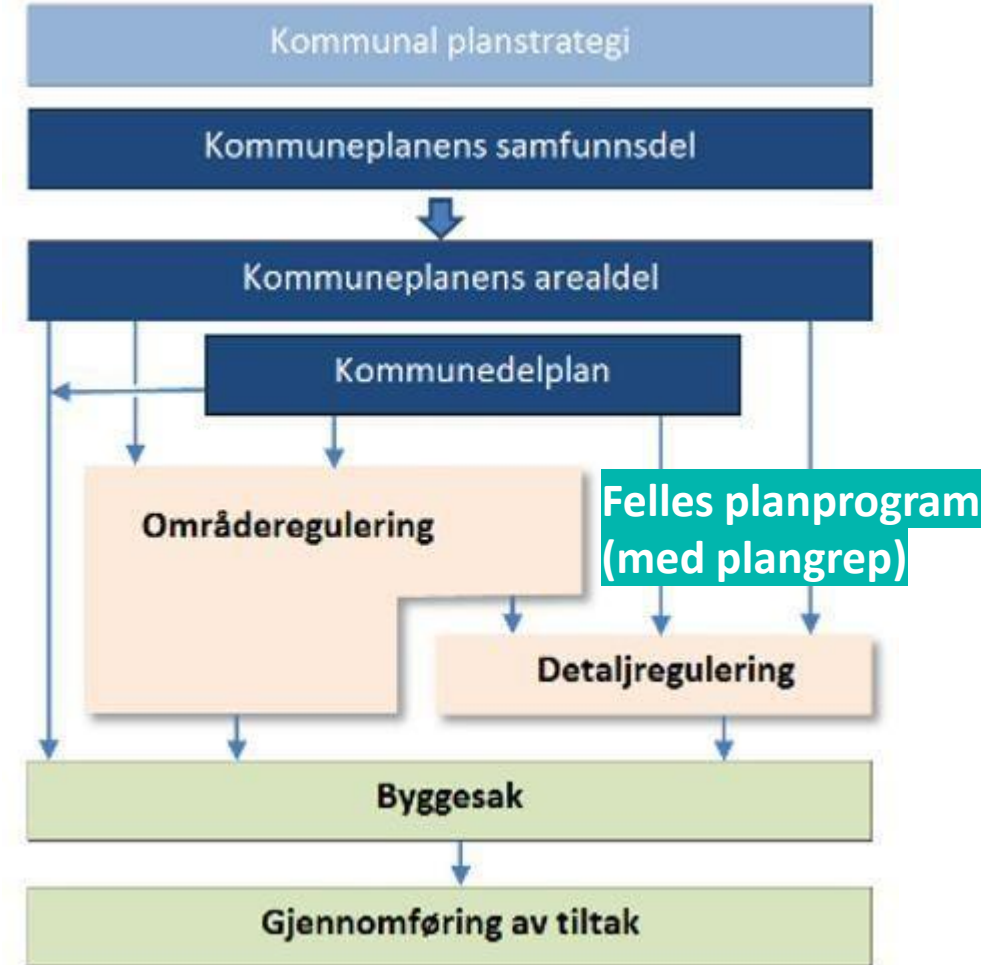 Kommunal planstrategi
Kommuneplanens samfunnsdel
Kommuneplanens arealdel
Kommunedelplan
Områderegulering
Felles planprogram
(med plangrep)
Detaljregulering
Byggesak
Gjennomføring av tiltak